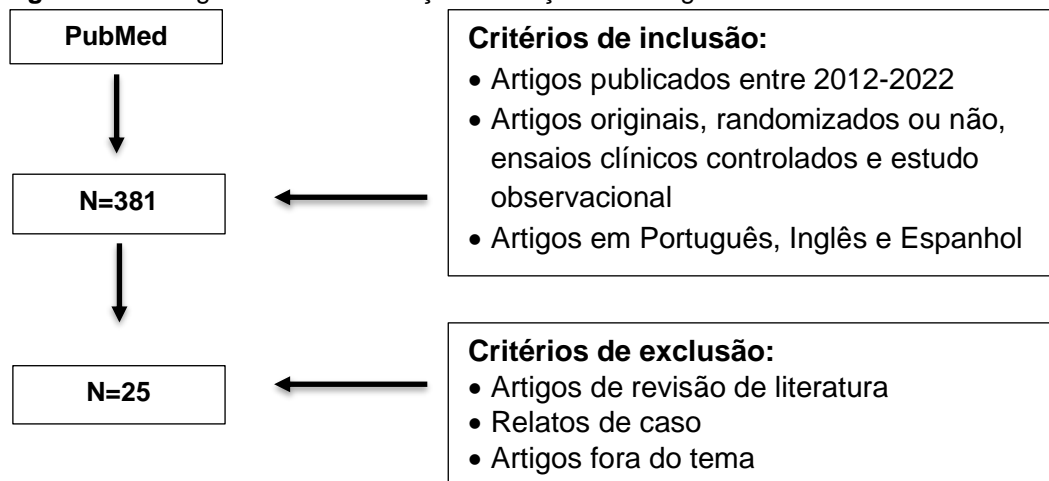 PubMed
Critérios de inclusão:
• Artigos publicados entre 2012-2022
• Artigos originais, randomizados ou não,
ensaios clínicos controlados e estudo
observacional
• Artigos em Português, Inglês e Espanhol
N=381
Critérios de exclusão:
• Artigos de revisão de literatura
• Relatos de caso
• Artigos fora do tema
N=25